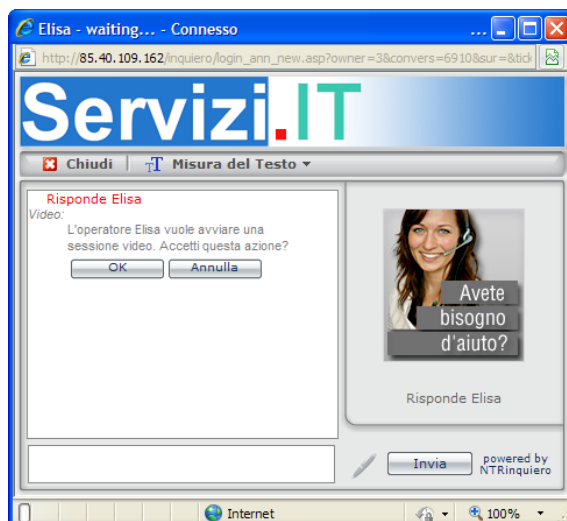 Elisa - waiting... - Connesso
...
http://85.40.109.162/inquiero/login_ann_new.asp?owner=3&convers=6910&sur=&tick
Servizi.IT
Chiudi
Misura del Testo
Risponde Elisa
Video:
L'operatore Elisa vuole avviare una
sessione video. Accetti questa azione?
OK
Annulla
Avete
bisogno
d'aiuto?
Risponde Elisa
Invia
powered by
NTRinquiero
Internet
100%